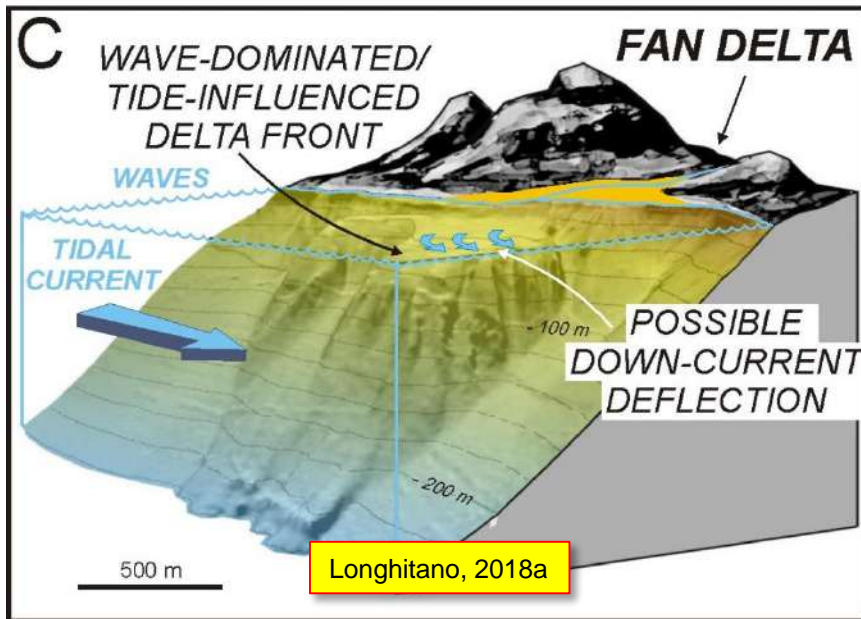 C
WAVE-DOMINATED/
TIDE-INFLUENCED
DELTA FRONT
FAN DELTA
WAVES
TIDAL
CURRENT
- 100 m
POSSIBLE
DOWN-CURRENT
DEFLECTION
- 200 m
500 m
Longhitano, 2018a